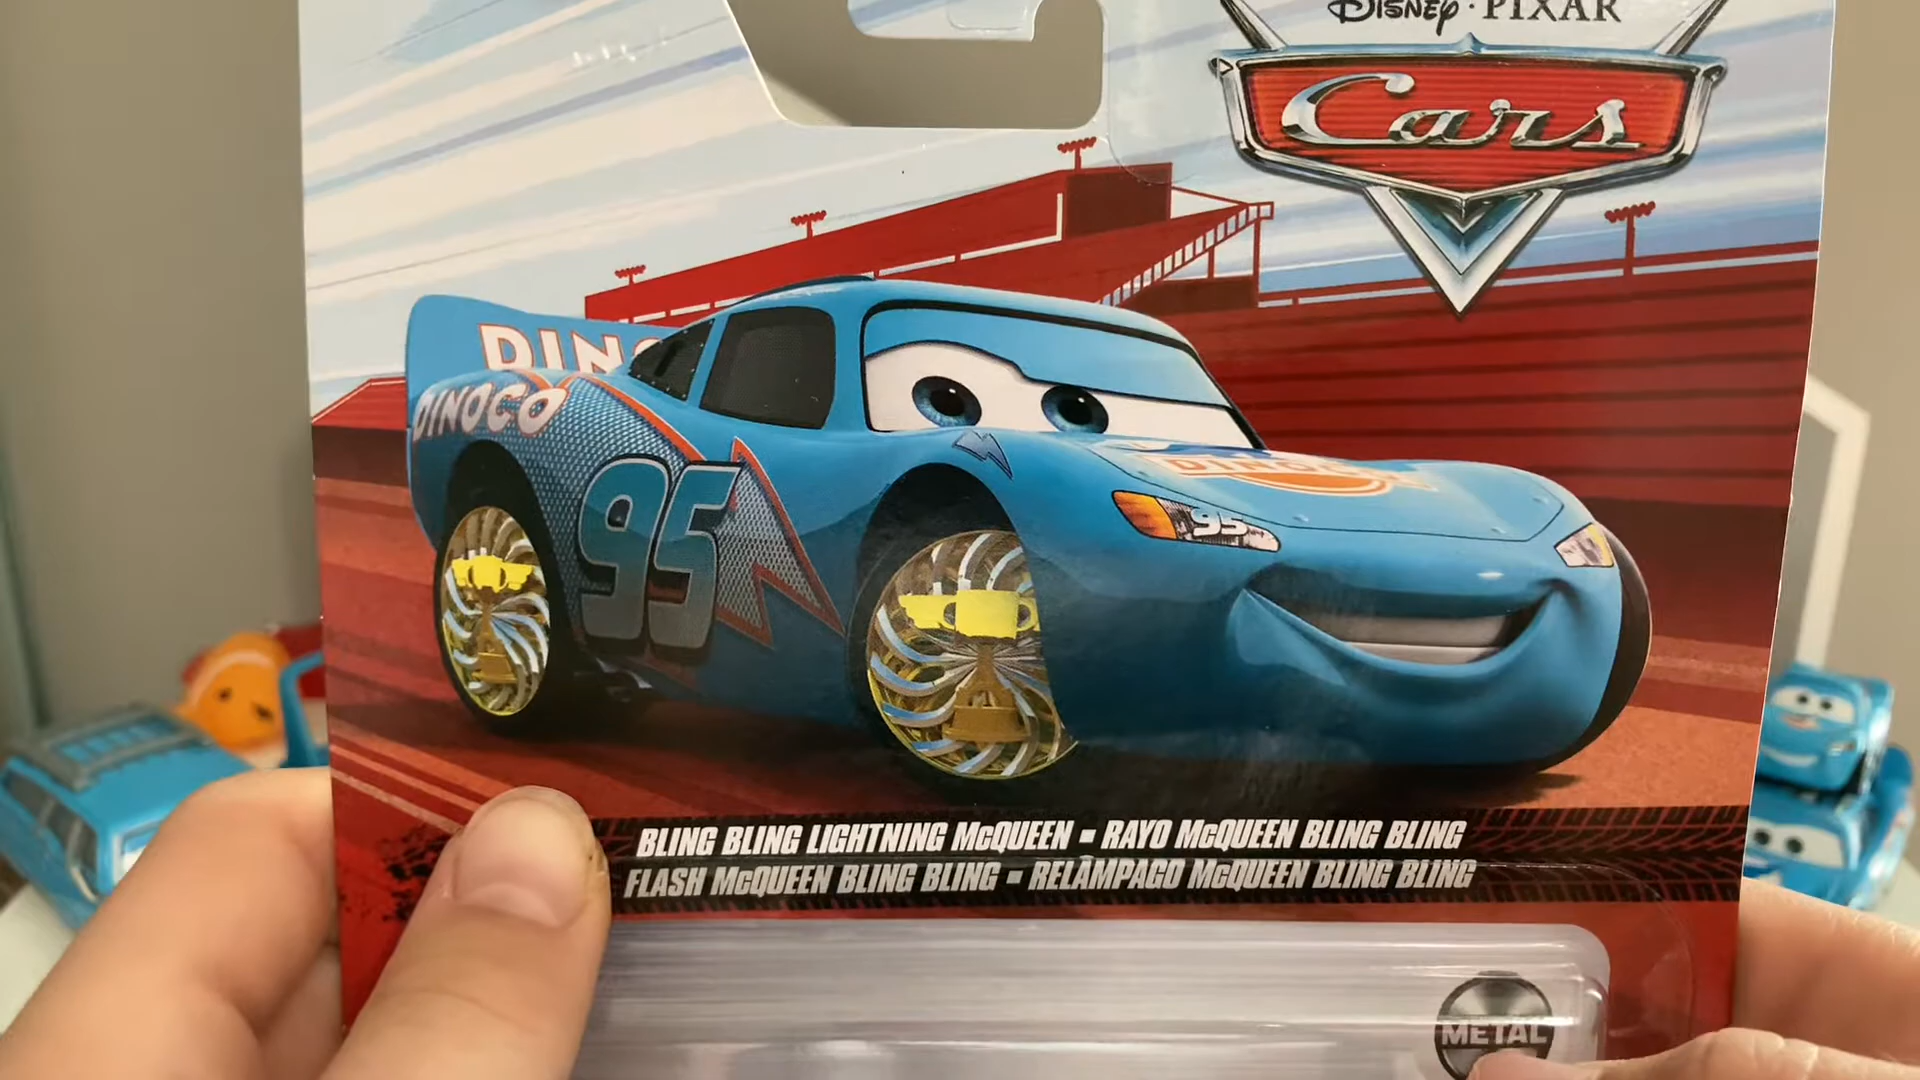 DISNEY · PIXAR
Cars
DIN
DINOCO
95
DINOCO
95
BLING BLING LIGHTNING McQUEEN ▪ RAYO McQUEEN BLING BLING
FLASH McQUEEN BLING BLING ▪ RELÂMPAGO McQUEEN BLING BLING
METAL